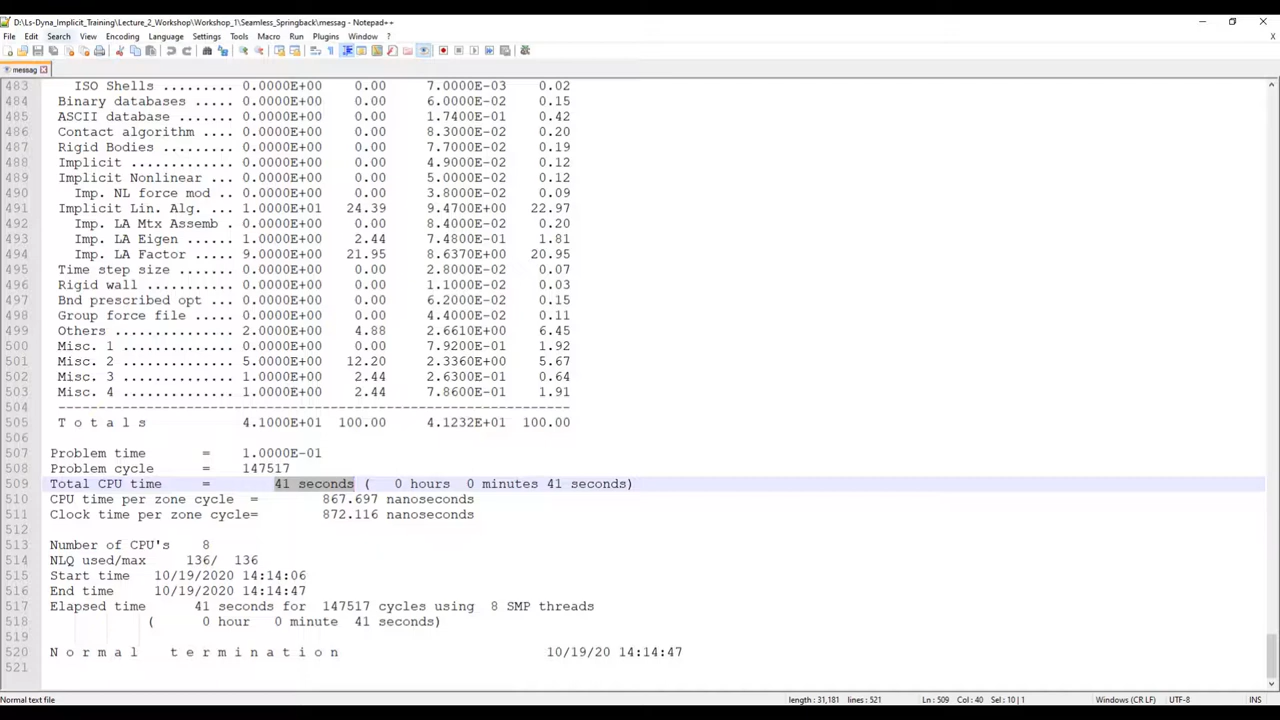 D:\Ls-Dyna_Implicit_Training\Lecture_2_Workshop\Workshop_1\Seamless_Springback\messag - Notepad++
File Edit Search View Encoding Language Settings Tools Macro Run Plugins Window ? X
messag
483 ISO Shells ......... 0.0000E+00 0.00 7.0000E-03 0.02
484 Binary databases ..... 0.0000E+00 0.00 6.0000E-02 0.15
485 ASCII database ....... 0.0000E+00 0.00 1.7400E-01 0.42
486 Contact algorithm .... 0.0000E+00 0.00 8.3000E-02 0.20
487 Rigid Bodies ......... 0.0000E+00 0.00 7.7000E-02 0.19
488 Implicit ............. 0.0000E+00 0.00 4.9000E-02 0.12
489 Implicit Nonlinear ... 0.0000E+00 0.00 5.0000E-02 0.12
490 Imp. NL force mod .. 0.0000E+00 0.00 3.8000E-02 0.09
491 Implicit Lin. Alg. ... 1.0000E+01 24.39 9.4700E+00 22.97
492 Imp. LA Mtx Assemb . 0.0000E+00 0.00 8.4000E-02 0.20
493 Imp. LA Eigen ...... 1.0000E+00 2.44 7.4800E-01 1.81
494 Imp. LA Factor ..... 9.0000E+00 21.95 8.6370E+00 20.95
495 Time step size ....... 0.0000E+00 0.00 2.8000E-02 0.07
496 Rigid wall ........... 0.0000E+00 0.00 1.1000E-02 0.03
497 Bnd prescribed opt ... 0.0000E+00 0.00 6.2000E-02 0.15
498 Group force file ..... 0.0000E+00 0.00 4.4000E-02 0.11
499 Others ............... 2.0000E+00 4.88 2.6610E+00 6.45
500 Misc. 1 .............. 0.0000E+00 0.00 7.9200E-01 1.92
501 Misc. 2 .............. 5.0000E+00 12.20 2.3360E+00 5.67
502 Misc. 3 .............. 1.0000E+00 2.44 2.6300E-01 0.64
503 Misc. 4 .............. 1.0000E+00 2.44 7.8600E-01 1.91
504 -----------------------------------------------------------------
505 T o t a l s 4.1000E+01 100.00 4.1232E+01 100.00
506
507 Problem time = 1.0000E-01
508 Problem cycle = 147517
509 Total CPU time = 41 seconds ( 0 hours 0 minutes 41 seconds)
510 CPU time per zone cycle = 867.697 nanoseconds
511 Clock time per zone cycle= 872.116 nanoseconds
512
513 Number of CPU's 8
514 NLQ used/max 136/ 136
515 Start time 10/19/2020 14:14:06
516 End time 10/19/2020 14:14:47
517 Elapsed time 41 seconds for 147517 cycles using 8 SMP threads
518 ( 0 hour 0 minute 41 seconds)
519
520 N o r m a l t e r m i n a t i o n 10/19/20 14:14:47
521
Normal text file length : 31,181 lines : 521 Ln : 509 Col : 40 Sel : 10 | 1 Windows (CR LF) UTF-8 INS